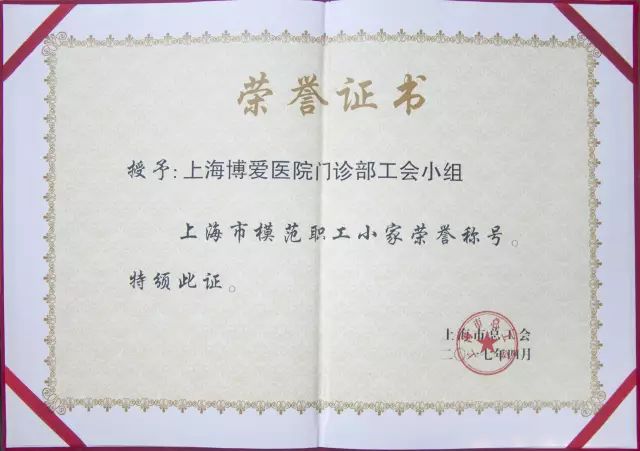 荣誉证书
授予:上海博爱医院门诊部工会小组
上海市模范职工小家荣誉称号。
特颁此证。
上海市总工会
二〇一七年四月